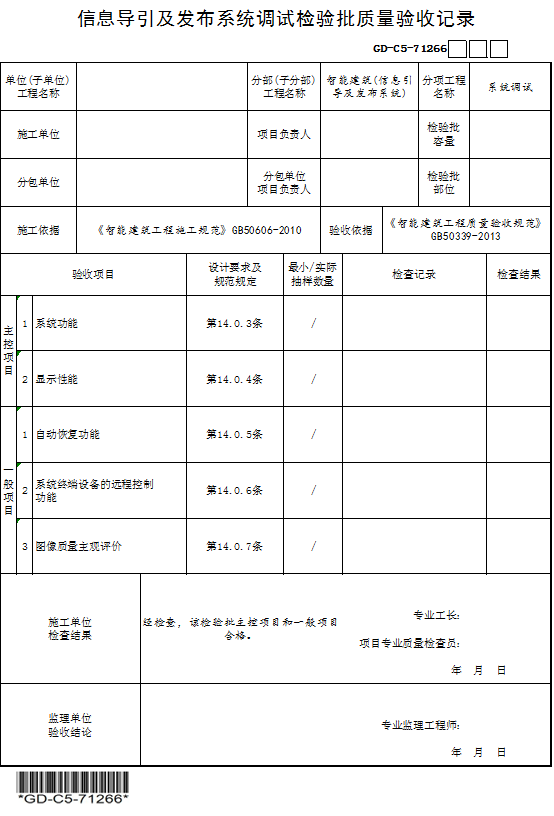 信息导引及发布系统调试检验批质量验收记录
GD-C5-71266
单位(子单位)
工程名称
分部(子分部)
工程名称
智能建筑(信息引
导及发布系统)
分项工程
名称
系统调试
施工单位
项目负责人
检验批
容量
分包单位
分包单位
项目负责人
检验批
部位
施工依据
《智能建筑工程施工规范》GB50606-2010
验收依据
《智能建筑工程质量验收规范》
GB50339-2013
验收项目
设计要求及
规范规定
最小/实际
抽样数量
检查记录
检查结果
主控项目
1 系统功能 第14.0.3条 /
2 显示性能 第14.0.4条 /
一般项目
1 自动恢复功能 第14.0.5条 /
2 系统终端设备的远程控制
功能 第14.0.6条 /
3 图像质量主观评价 第14.0.7条 /
施工单位
检查结果
经检查，该检验批主控项目和一般项目
合格。
专业工长：
项目专业质量检查员：
年 月 日
监理单位
验收结论
专业监理工程师：
年 月 日
*GD-C5-71266*